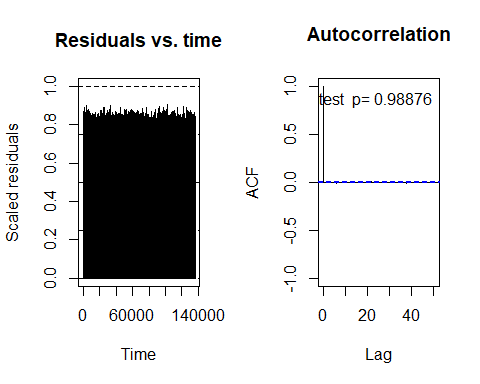 Residuals vs. time
Scaled residuals
0.0 0.2 0.4 0.6 0.8 1.0
0 60000 140000
Time
Autocorrelation
test p= 0.98876
ACF
-1.0 -0.5 0.0 0.5 1.0
0 20 40
Lag